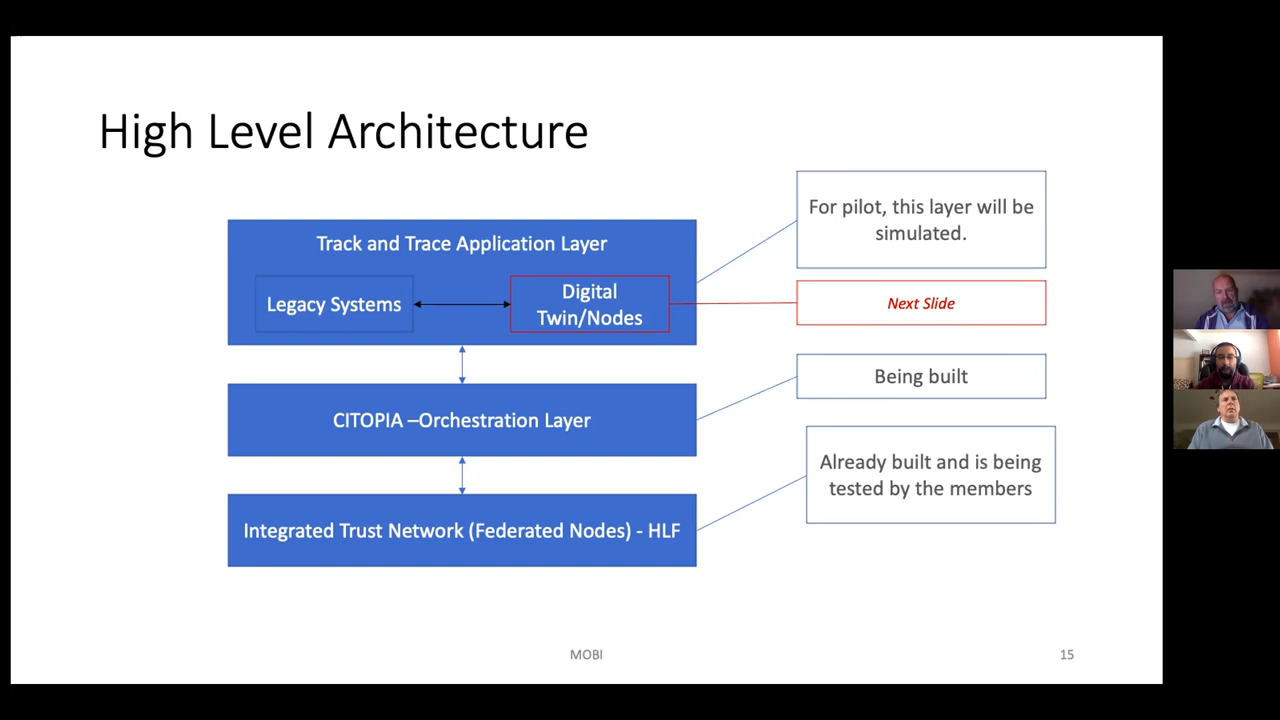 High Level Architecture
For pilot, this layer will be
simulated.
Track and Trace Application Layer
Legacy Systems
Digital
Twin/Nodes
Next Slide
Being built
CITOPIA –Orchestration Layer
Already built and is being
tested by the members
Integrated Trust Network (Federated Nodes) - HLF
MOBI
15